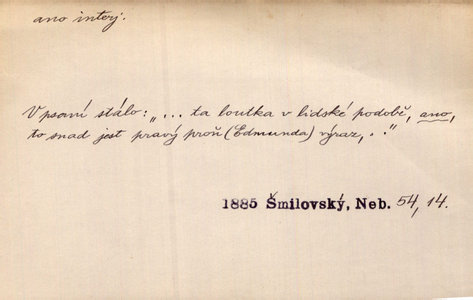 ano interj.
V psaní stálo: „... ta loutka v lidské podobě, ano,
to snad jest pravý proň (Edmunda) výraz, . .“
1885 Šmilovský, Neb. 54,14.